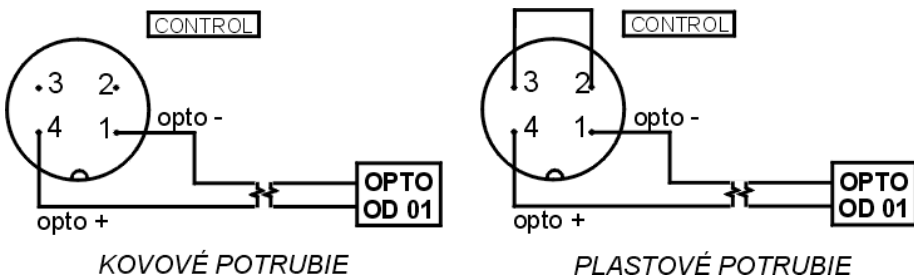 CONTROL
3 2
4 1
opto -
OPTO
OD 01
opto +
KOVOVÉ POTRUBIE
CONTROL
3 2
4 1
opto -
OPTO
OD 01
opto +
PLASTOVÉ POTRUBIE